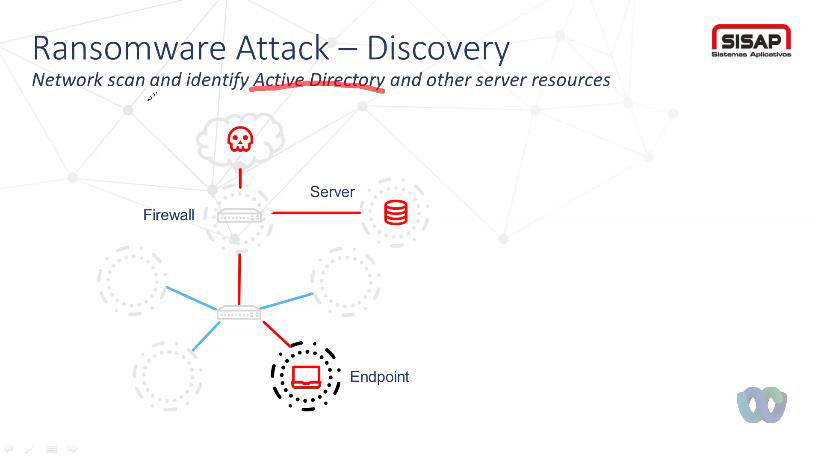 Ransomware Attack – Discovery
SISAP
Sistemas Aplicativos
Network scan and identify Active Directory and other server resources
Server
Firewall
Endpoint